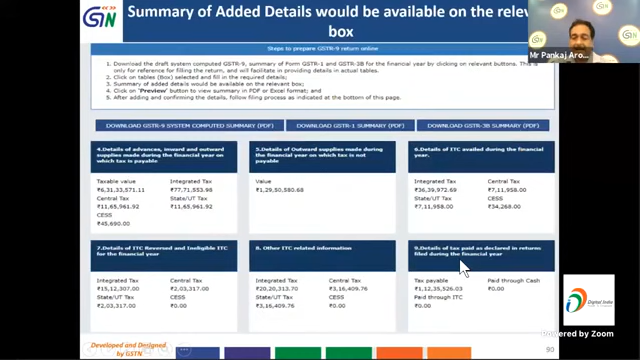 GSTN
Summary of Added Details would be available on the relev
box
Mr Pankaj Aro...
GSTN
Steps to prepare GSTR-9 return online
1. Download the draft system computed GSTR-9, summary of Form GSTR-1 and GSTR-3B for the financial year by clicking on relevant buttons. This is
only for reference for filling the return, and will facilitate in providing details in actual tables.
2. Click on tables (Box) selected and fill in the required details;
3. Summary of added details would be available on the relevant box;
4. Click on 'Preview' button to view summary in PDF or Excel format; and
5. After adding and confirming the details, follow filing process as indicated at the bottom of this page.
DOWNLOAD GSTR-9 SYSTEM COMPUTED SUMMARY (PDF)
DOWNLOAD GSTR-1 SUMMARY (PDF)
DOWNLOAD GSTR-3B SUMMARY (PDF)
4.Details of advances, inward and outward supplies made during the financial year on which tax is payable
Taxable value
₹6,31,33,571.11
Integrated Tax
₹77,71,553.98
Central Tax
₹11,65,961.92
State/UT Tax
₹11,65,961.92
CESS
₹45,690.00
5.Details of Outward supplies made during the financial year on which tax is not payable
Value
₹1,29,50,580.68
6.Details of ITC availed during the financial year.
Integrated Tax
₹36,39,972.69
Central Tax
₹7,11,958.00
State/UT Tax
₹7,11,958.00
CESS
₹34,268.00
7.Details of ITC Reversed and Ineligible ITC for the financial year
Integrated Tax
₹15,12,307.00
Central Tax
₹2,03,317.00
State/UT Tax
₹2,03,317.00
CESS
₹0.00
8. Other ITC related information
Integrated Tax
₹20,20,313.70
Central Tax
₹3,16,409.76
State/UT Tax
₹3,16,409.76
CESS
₹0.00
9.Details of tax paid as declared in returns filed during the financial year
Tax payable
₹1,12,35,526.03
Paid through Cash
₹0.00
Paid through ITC
₹0.00
Digital India
Powered by Zoom
Developed and Designed
by GSTN
90